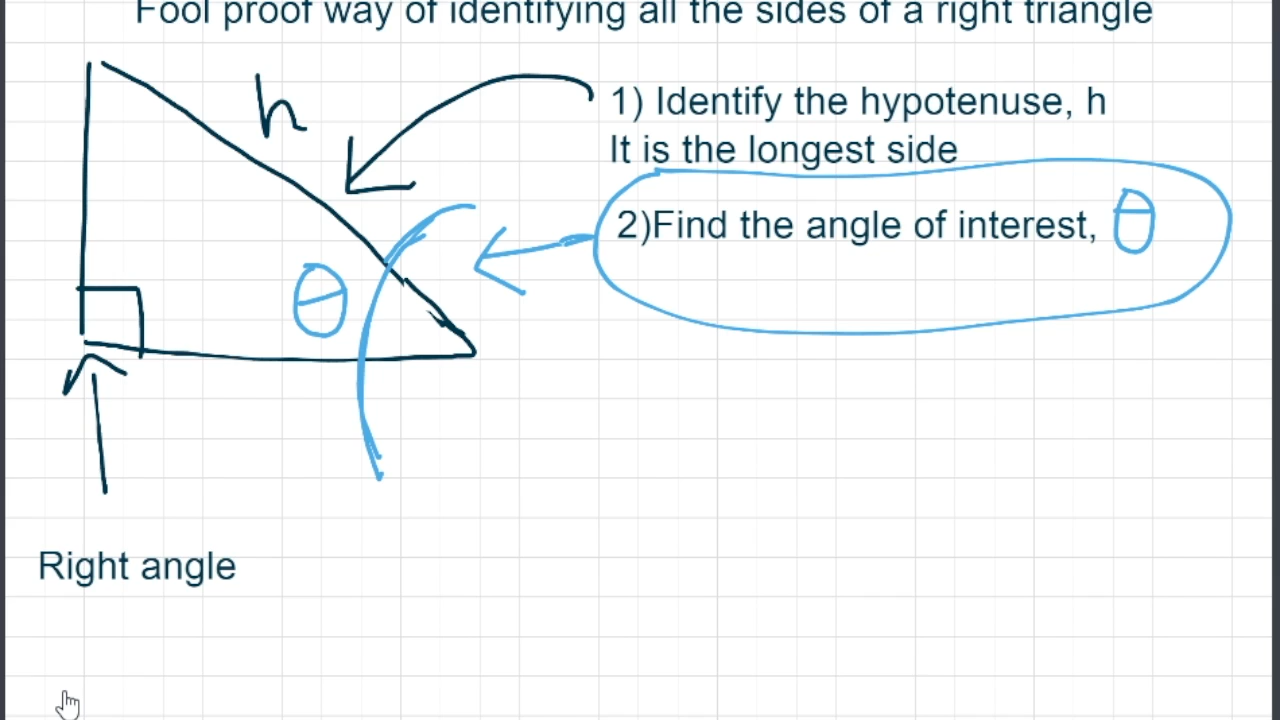 Fool proof way of identifying all the sides of a right triangle
h
1) Identify the hypotenuse, h
It is the longest side
2)Find the angle of interest, θ
θ
Right angle